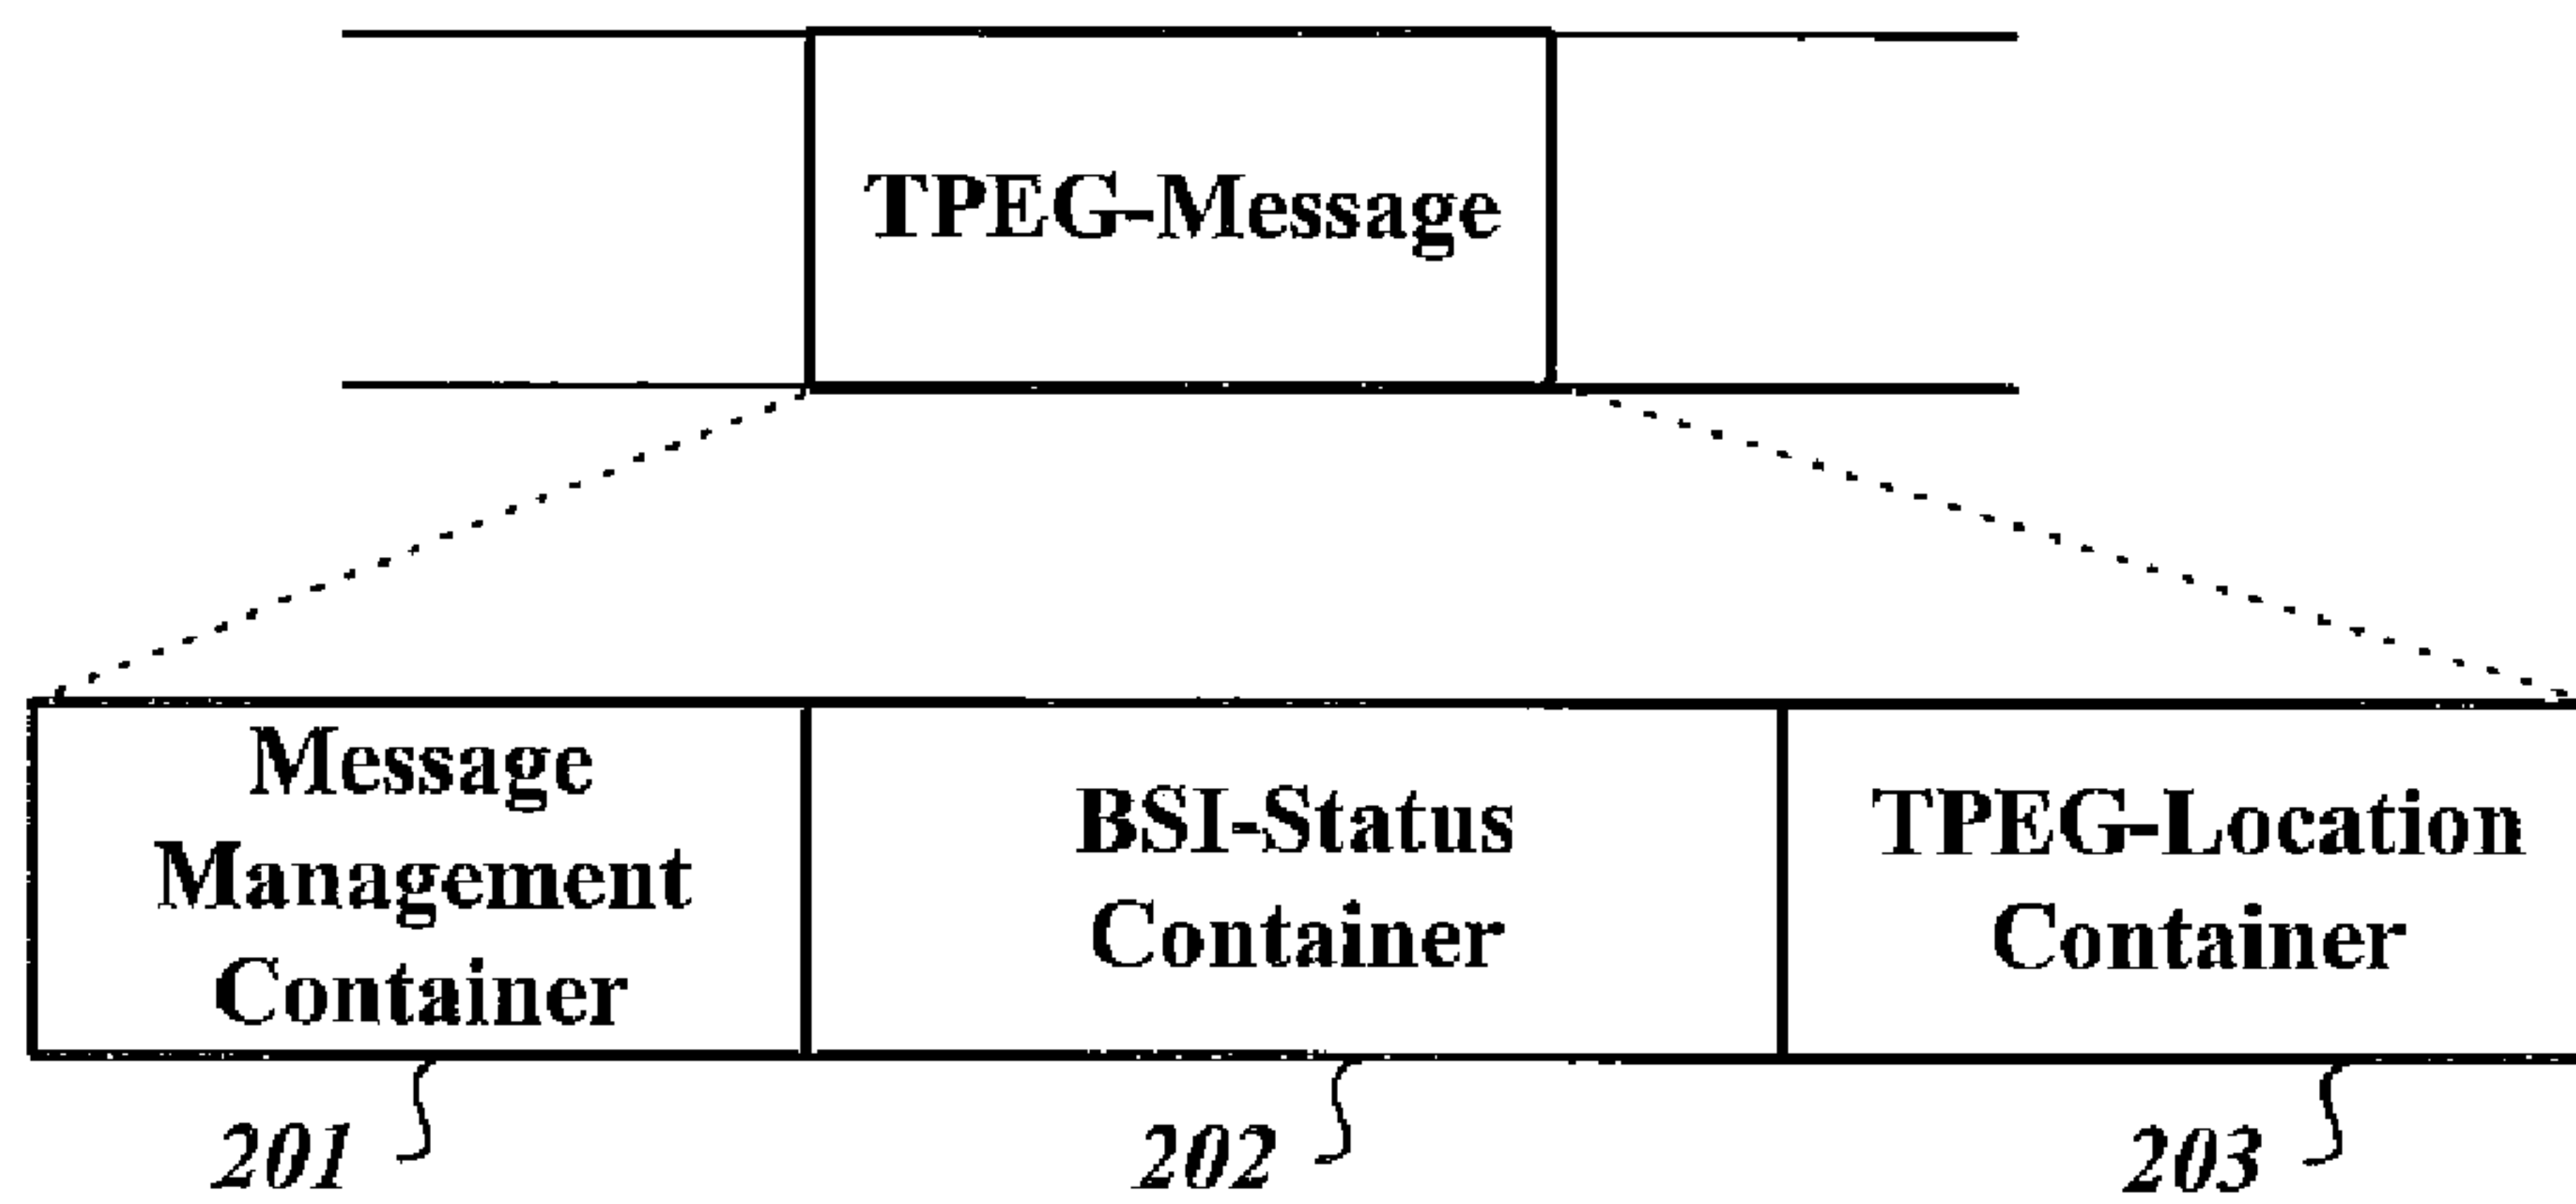 TPEG-Message
Message
Management
Container
BSI-Status
Container
TPEG-Location
Container
201
202
203